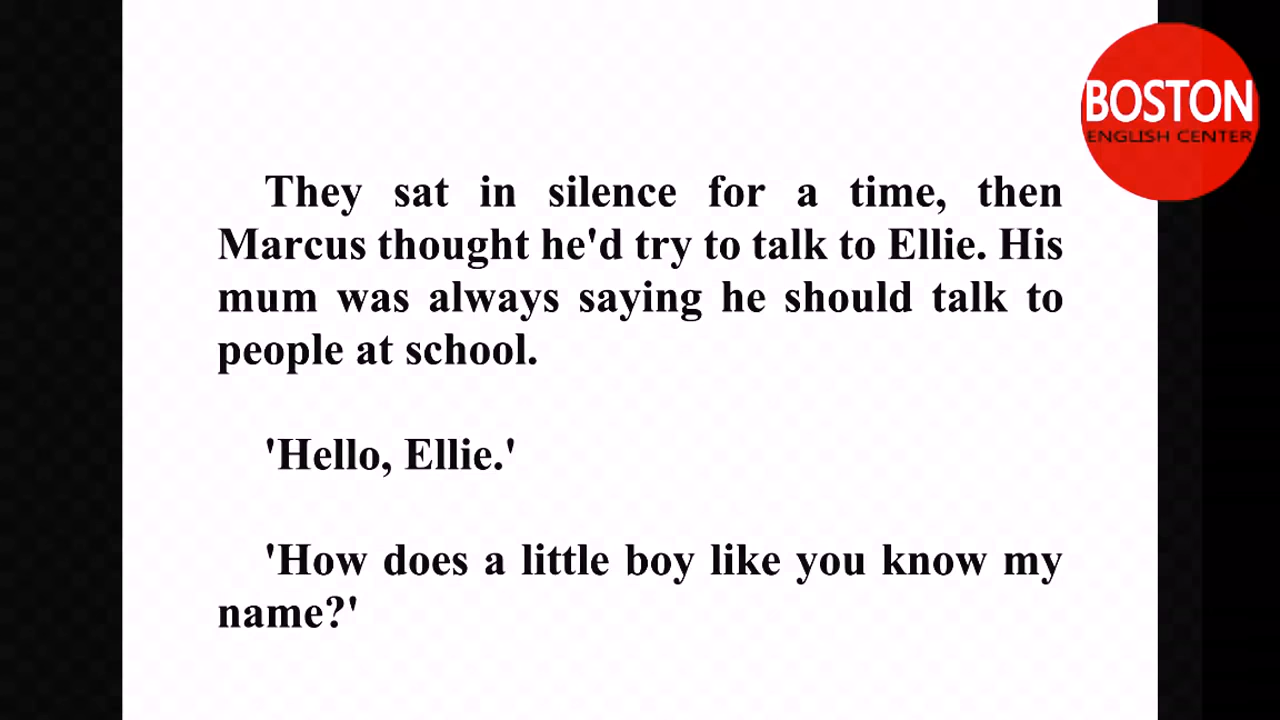 BOSTON
ENGLISH CENTER
They sat in silence for a time, then
Marcus thought he'd try to talk to Ellie. His
mum was always saying he should talk to
people at school.
'Hello, Ellie.'
'How does a little boy like you know my
name?'